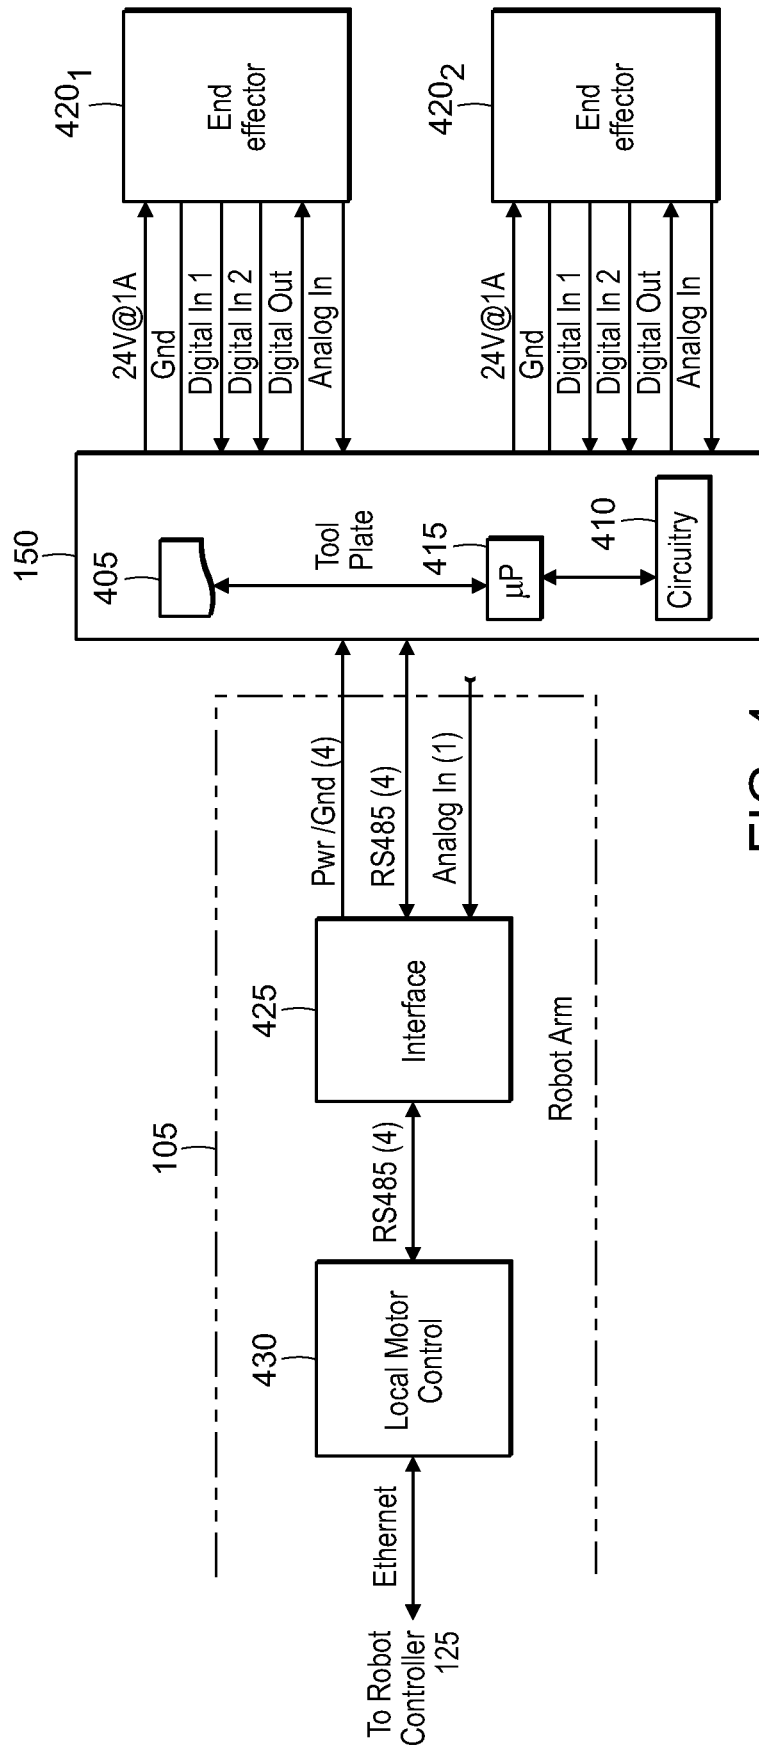 420₁
End
effector
24V@1A
Gnd
Digital In 1
Digital In 2
Digital Out
Analog In
420₂
End
effector
24V@1A
Gnd
Digital In 1
Digital In 2
Digital Out
Analog In
150
405
Tool
Plate
415
µP
410
Circuitry
Pwr /Gnd (4)
RS485 (4)
Analog In (1)
425
Interface
105
RS485 (4)
Robot Arm
430
Local Motor
Control
Ethernet
To Robot
Controller
125